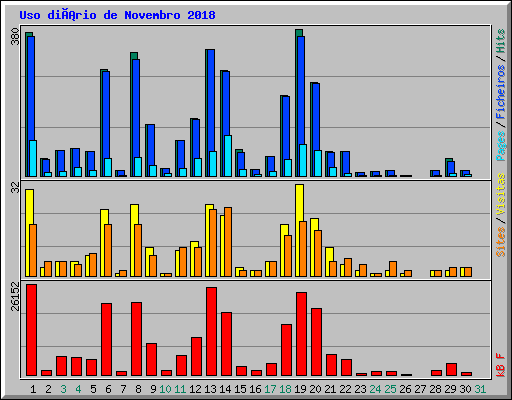 Uso diÃ¡rio de Novembro 2018
380
Pages / Ficheiros / Hits
32
Sites / Visitas
26152
kB F
1 2 3 4 5 6 7 8 9 10 11 12 13 14 15 16 17 18 19 20 21 22 23 24 25 26 27 28 29 30 31